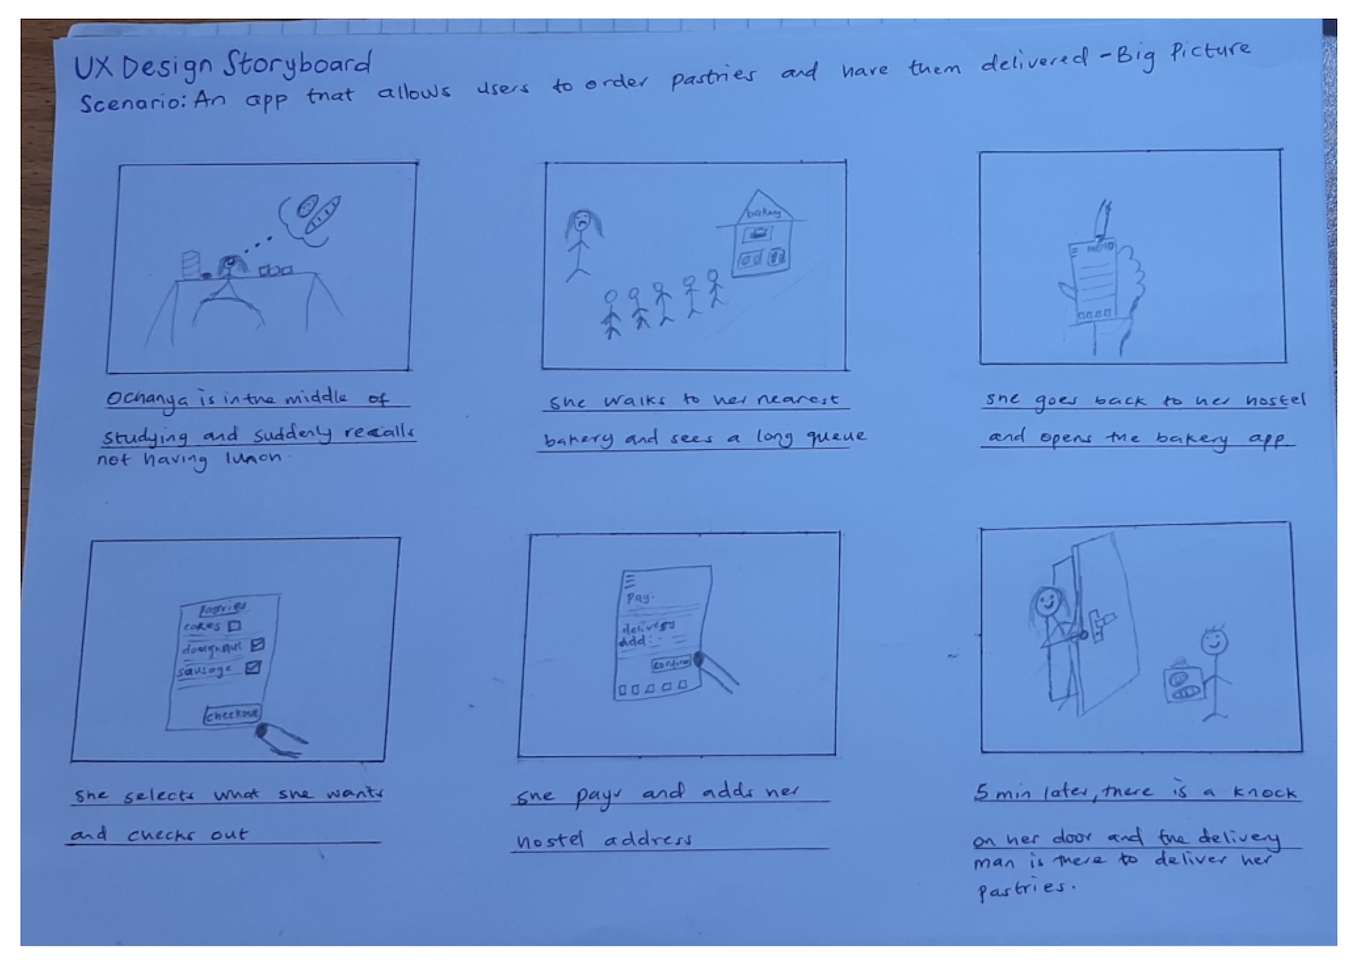 UX Design Storyboard
Scenario: An app that allows users to order pastries and have them delivered - Big Picture
bakery
MENU
Ochanya is in the middle of
studying and suddenly recalls
not having lunch.
she walks to her nearest
bakery and sees a long queue
she goes back to her hostel
and opens the bakery app
Pastries
cakes
doughnut
sausage
checkout
Pay.
delivery
add:
confirm
she selects what she wants
and checks out
she pays and adds her
hostel address
5 min later, there is a knock
on her door and the delivery
man is there to deliver her
pastries.